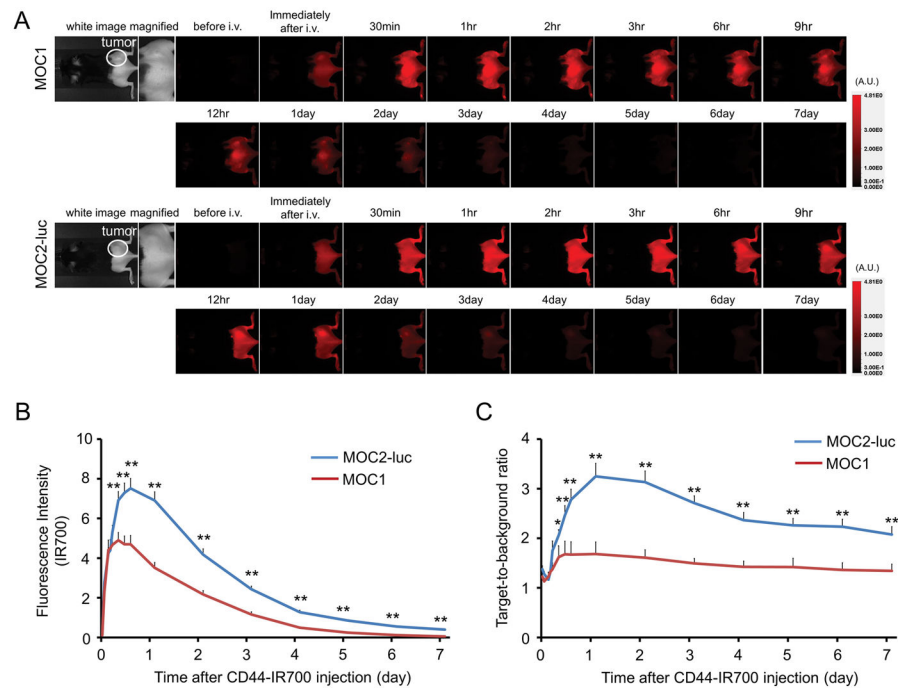 A
MOC1
white image magnified
tumor
before i.v.
Immediately
after i.v.
30min
1hr
2hr
3hr
6hr
9hr
(A.U.)
4.81E0
3.00E0
1.00E0
3.00E-1
0.00E0
12hr
1day
2day
3day
4day
5day
6day
7day
MOC2-luc
white image magnified
tumor
before i.v.
Immediately
after i.v.
30min
1hr
2hr
3hr
6hr
9hr
(A.U.)
4.81E0
3.00E0
1.00E0
3.00E-1
0.00E0
12hr
1day
2day
3day
4day
5day
6day
7day
B
Fluorescence Intensity
(IR700)
10
8
6
4
2
0
** ** ** ** ** ** ** ** ** **
MOC2-luc
MOC1
0 1 2 3 4 5 6 7
Time after CD44-IR700 injection (day)
C
Target-to-background ratio
4
3
2
1
0
* ** ** ** ** ** ** ** ** **
MOC2-luc
MOC1
0 1 2 3 4 5 6 7
Time after CD44-IR700 injection (day)